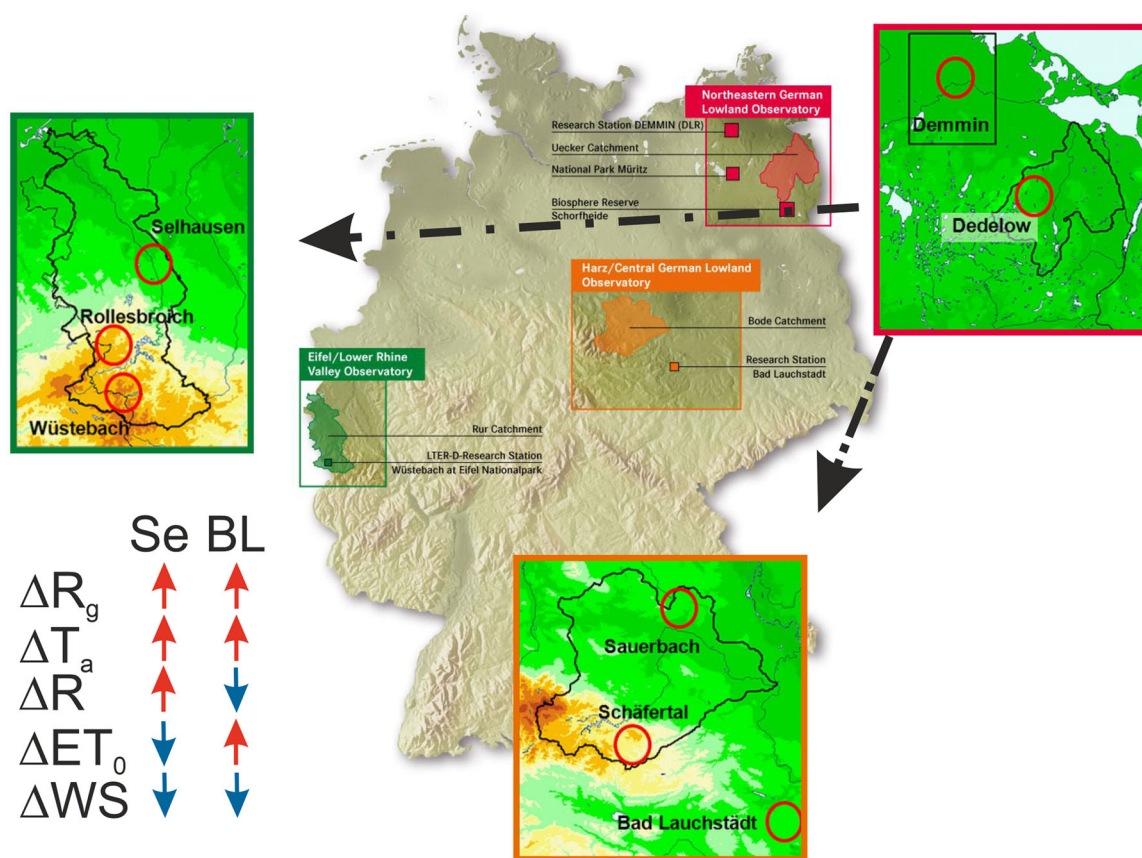 Northeastern German
Lowland Observatory
Research Station DEMMIN (DLR)
Uecker Catchment
National Park Müritz
Biosphere Reserve
Schorfheide
Demmin
Dedelow
Selhausen
Rollesbroich
Wüstebach
Harz/Central German Lowland
Observatory
Bode Catchment
Research Station
Bad Lauchstadt
Eifel/Lower Rhine
Valley Observatory
Rur Catchment
LTER-D-Research Station
Wüstebach at Eifel Nationalpark
Se BL
ΔR₉
ΔTₐ
ΔR
ΔET₀
ΔWS
Sauerbach
Schäfertal
Bad Lauchstädt